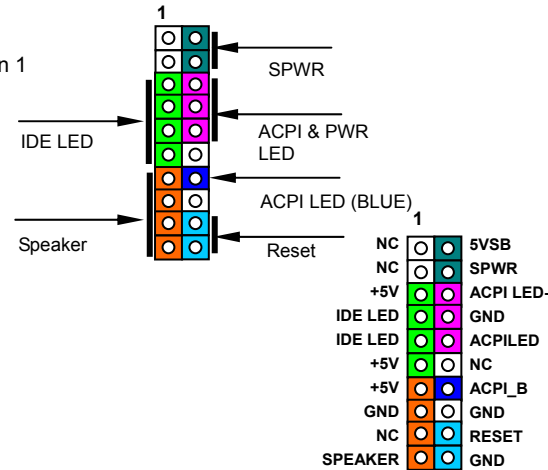 1
n 1
SPWR
IDE LED
ACPI & PWR
LED
ACPI LED (BLUE)
Speaker
Reset
1
NC 5VSB
NC SPWR
+5V ACPI LED-
IDE LED GND
IDE LED ACPILED
+5V NC
+5V ACPI_B
GND GND
NC RESET
SPEAKER GND